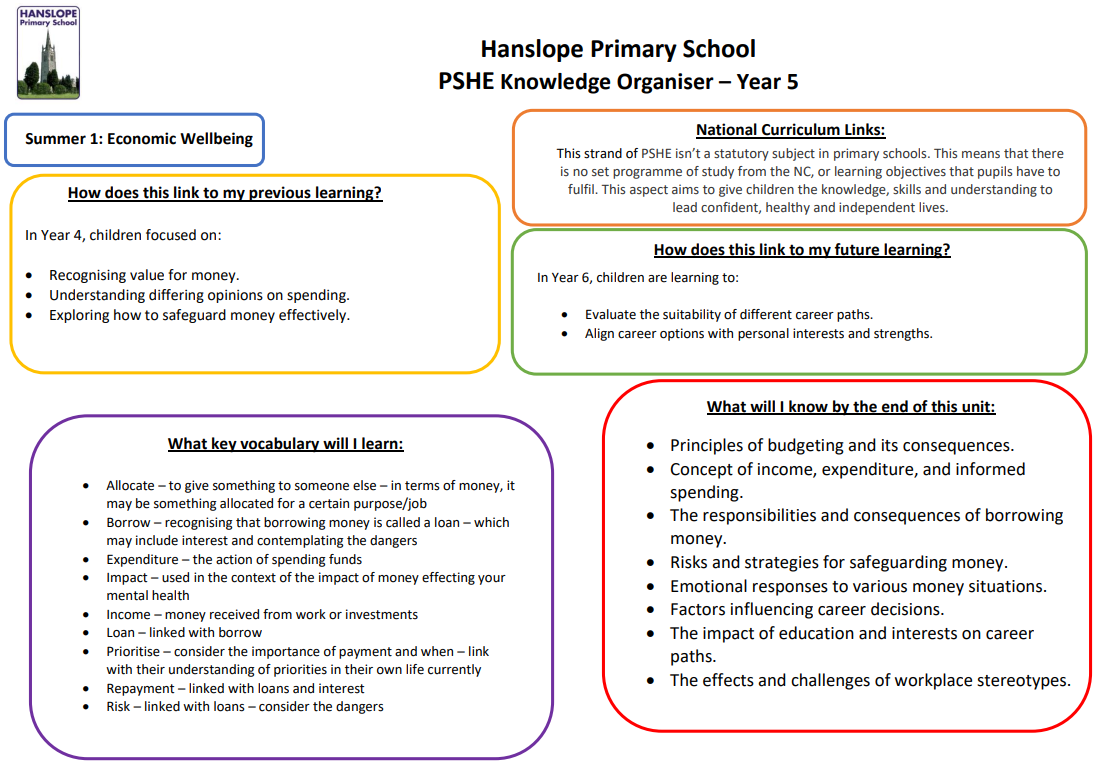 HANSLOPE
Primary School
Hanslope Primary School
PSHE Knowledge Organiser – Year 5
Summer 1: Economic Wellbeing
How does this link to my previous learning?
In Year 4, children focused on:
• Recognising value for money.
• Understanding differing opinions on spending.
• Exploring how to safeguard money effectively.
National Curriculum Links:
This strand of PSHE isn’t a statutory subject in primary schools. This means that there
is no set programme of study from the NC, or learning objectives that pupils have to
fulfil. This aspect aims to give children the knowledge, skills and understanding to
lead confident, healthy and independent lives.
How does this link to my future learning?
In Year 6, children are learning to:
• Evaluate the suitability of different career paths.
• Align career options with personal interests and strengths.
What key vocabulary will I learn:
• Allocate – to give something to someone else – in terms of money, it
may be something allocated for a certain purpose/job
• Borrow – recognising that borrowing money is called a loan – which
may include interest and contemplating the dangers
• Expenditure – the action of spending funds
• Impact – used in the context of the impact of money effecting your
mental health
• Income – money received from work or investments
• Loan – linked with borrow
• Prioritise – consider the importance of payment and when – link
with their understanding of priorities in their own life currently
• Repayment – linked with loans and interest
• Risk – linked with loans – consider the dangers
What will I know by the end of this unit:
• Principles of budgeting and its consequences.
• Concept of income, expenditure, and informed
spending.
• The responsibilities and consequences of borrowing
money.
• Risks and strategies for safeguarding money.
• Emotional responses to various money situations.
• Factors influencing career decisions.
• The impact of education and interests on career
paths.
• The effects and challenges of workplace stereotypes.